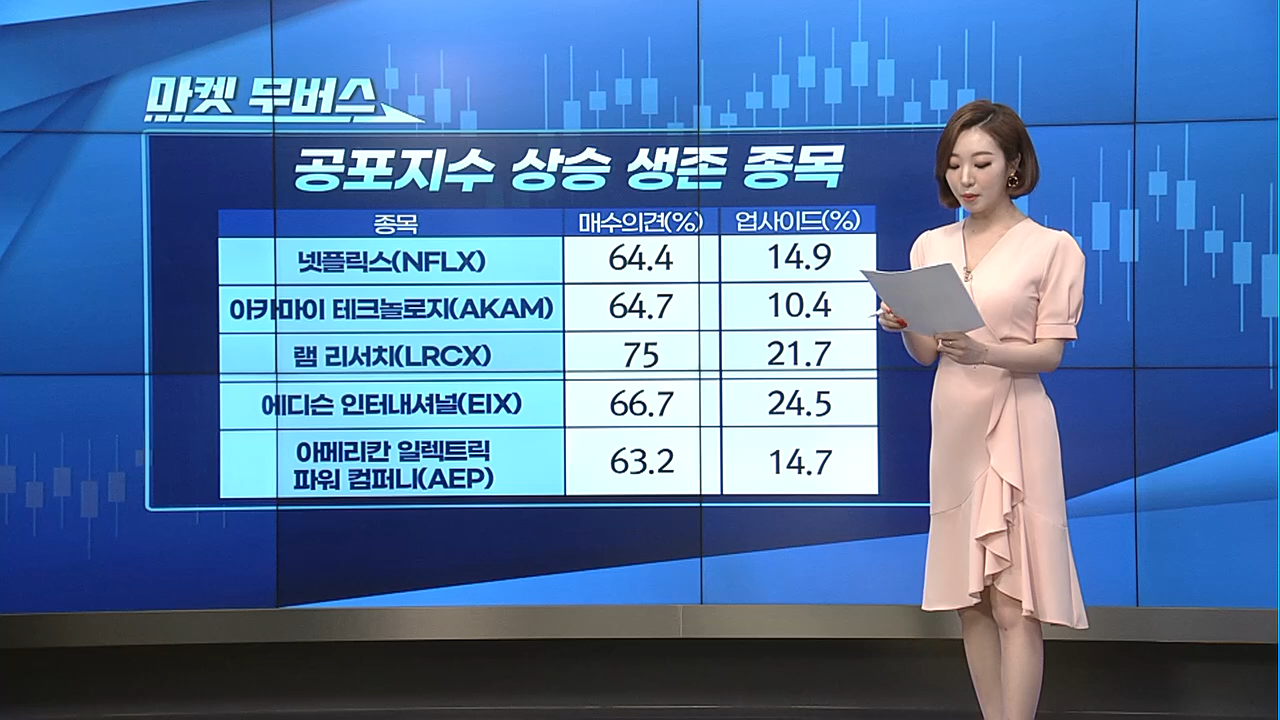 마켓 무버스
공포지수 상승 생존 종목
종목 매수의견(%) 업사이드(%)
넷플릭스(NFLX) 64.4 14.9
아카마이 테크놀로지(AKAM) 64.7 10.4
램 리서치(LRCX) 75 21.7
에디슨 인터내셔널(EIX) 66.7 24.5
아메리칸 일렉트릭
파워 컴퍼니(AEP) 63.2 14.7